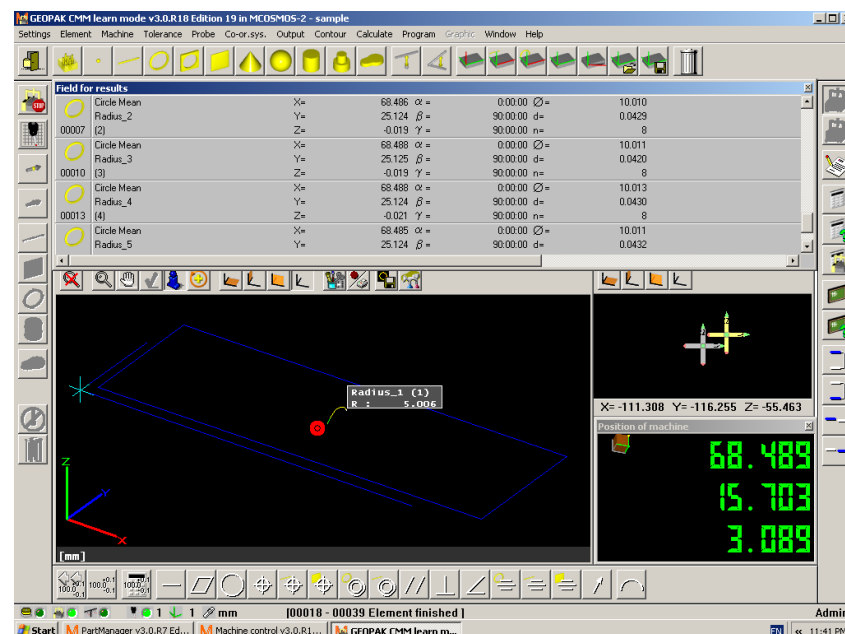 GEOPAK CMM learn mode v3.0.R18 Edition 19 in MCOSMOS-2 - sample
Settings Element Machine Tolerance Probe Co-or.sys. Output Contour Calculate Program Graphic Window Help
Field for results
Circle Mean X= 68.486 α = 0:00:00 Ø= 10.010
Radius_2 Y= 25.124 β = 90:00:00 d= 0.0429
00007 (2) Z= -0.019 γ = 90:00:00 n= 8
Circle Mean X= 68.488 α = 0:00:00 Ø= 10.011
Radius_3 Y= 25.125 β = 90:00:00 d= 0.0420
00010 (3) Z= -0.019 γ = 90:00:00 n= 8
Circle Mean X= 68.488 α = 0:00:00 Ø= 10.013
Radius_4 Y= 25.124 β = 90:00:00 d= 0.0430
00013 (4) Z= -0.021 γ = 90:00:00 n= 8
Circle Mean X= 68.485 α = 0:00:00 Ø= 10.011
Radius_5 Y= 25.124 β = 90:00:00 d= 0.0432
Radius_1 (1)
R : 5.006
X= -111.308 Y= -116.255 Z= -55.463
Position of machine
68.489
15.703
3.089
Z
Y
X
[mm]
1 1 mm [00018 - 00039 Element finished ] Admin
Start PartManager v3.0.R7 Ed... Machine control v3.0.R1... GEOPAK CMM learn m... EN « 11:41 PM